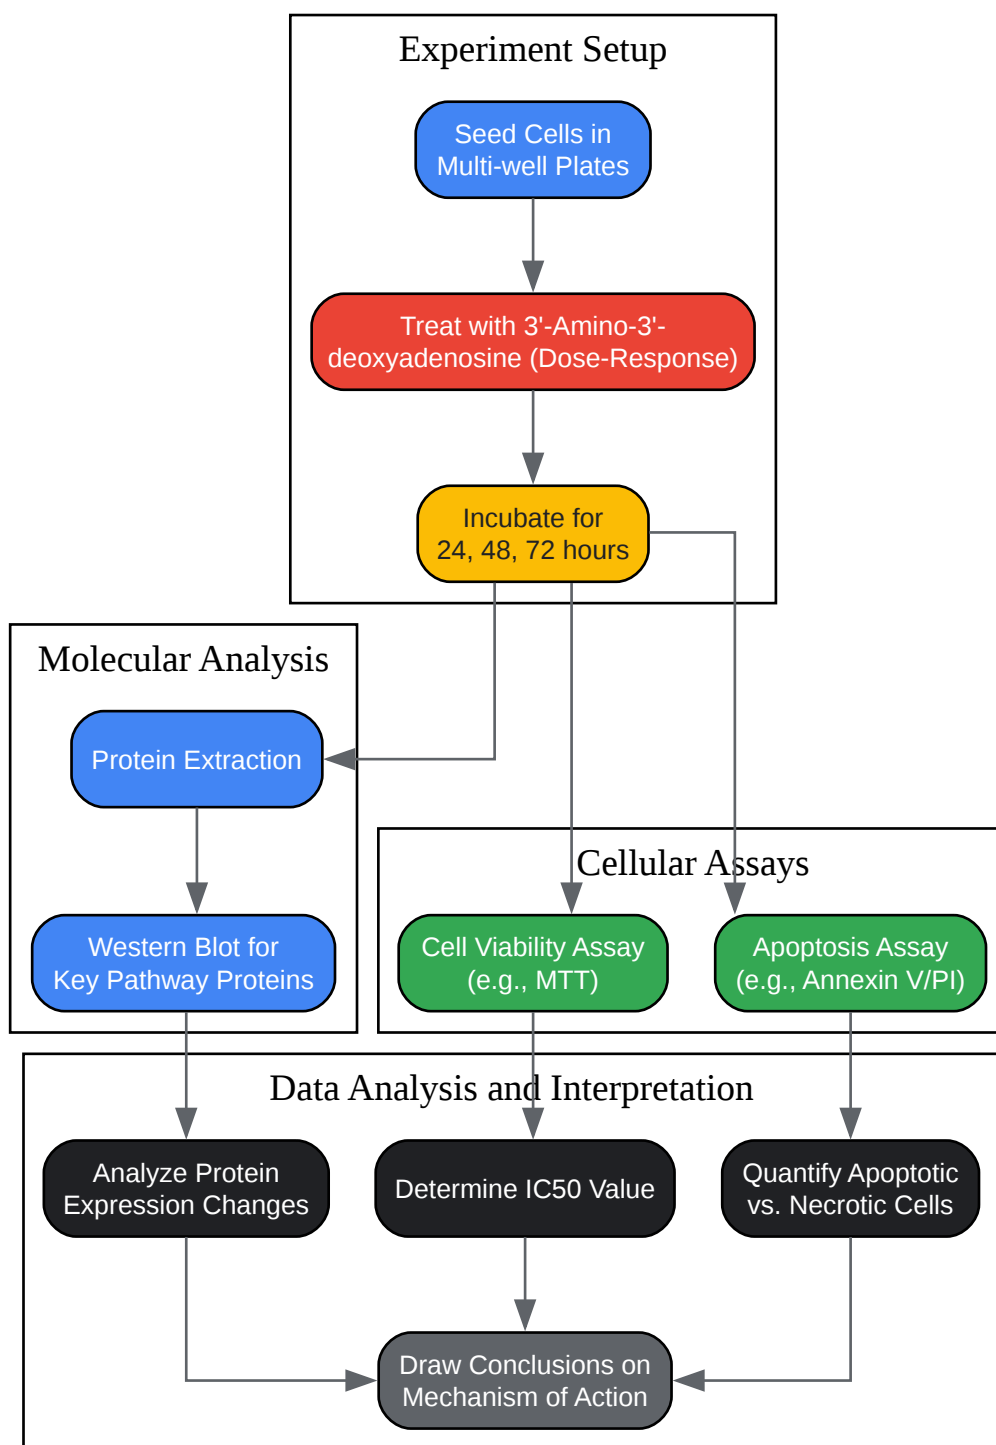 Experiment Setup
Seed Cells in
Multi-well Plates
Treat with 3'-Amino-3'-
deoxyadenosine (Dose-Response)
Incubate for
24, 48, 72 hours
Molecular Analysis
Protein Extraction
Western Blot for
Key Pathway Proteins
Cellular Assays
Cell Viability Assay
(e.g., MTT)
Apoptosis Assay
(e.g., Annexin V/PI)
Data Analysis and Interpretation
Analyze Protein
Expression Changes
Determine IC50 Value
Quantify Apoptotic
vs. Necrotic Cells
Draw Conclusions on
Mechanism of Action